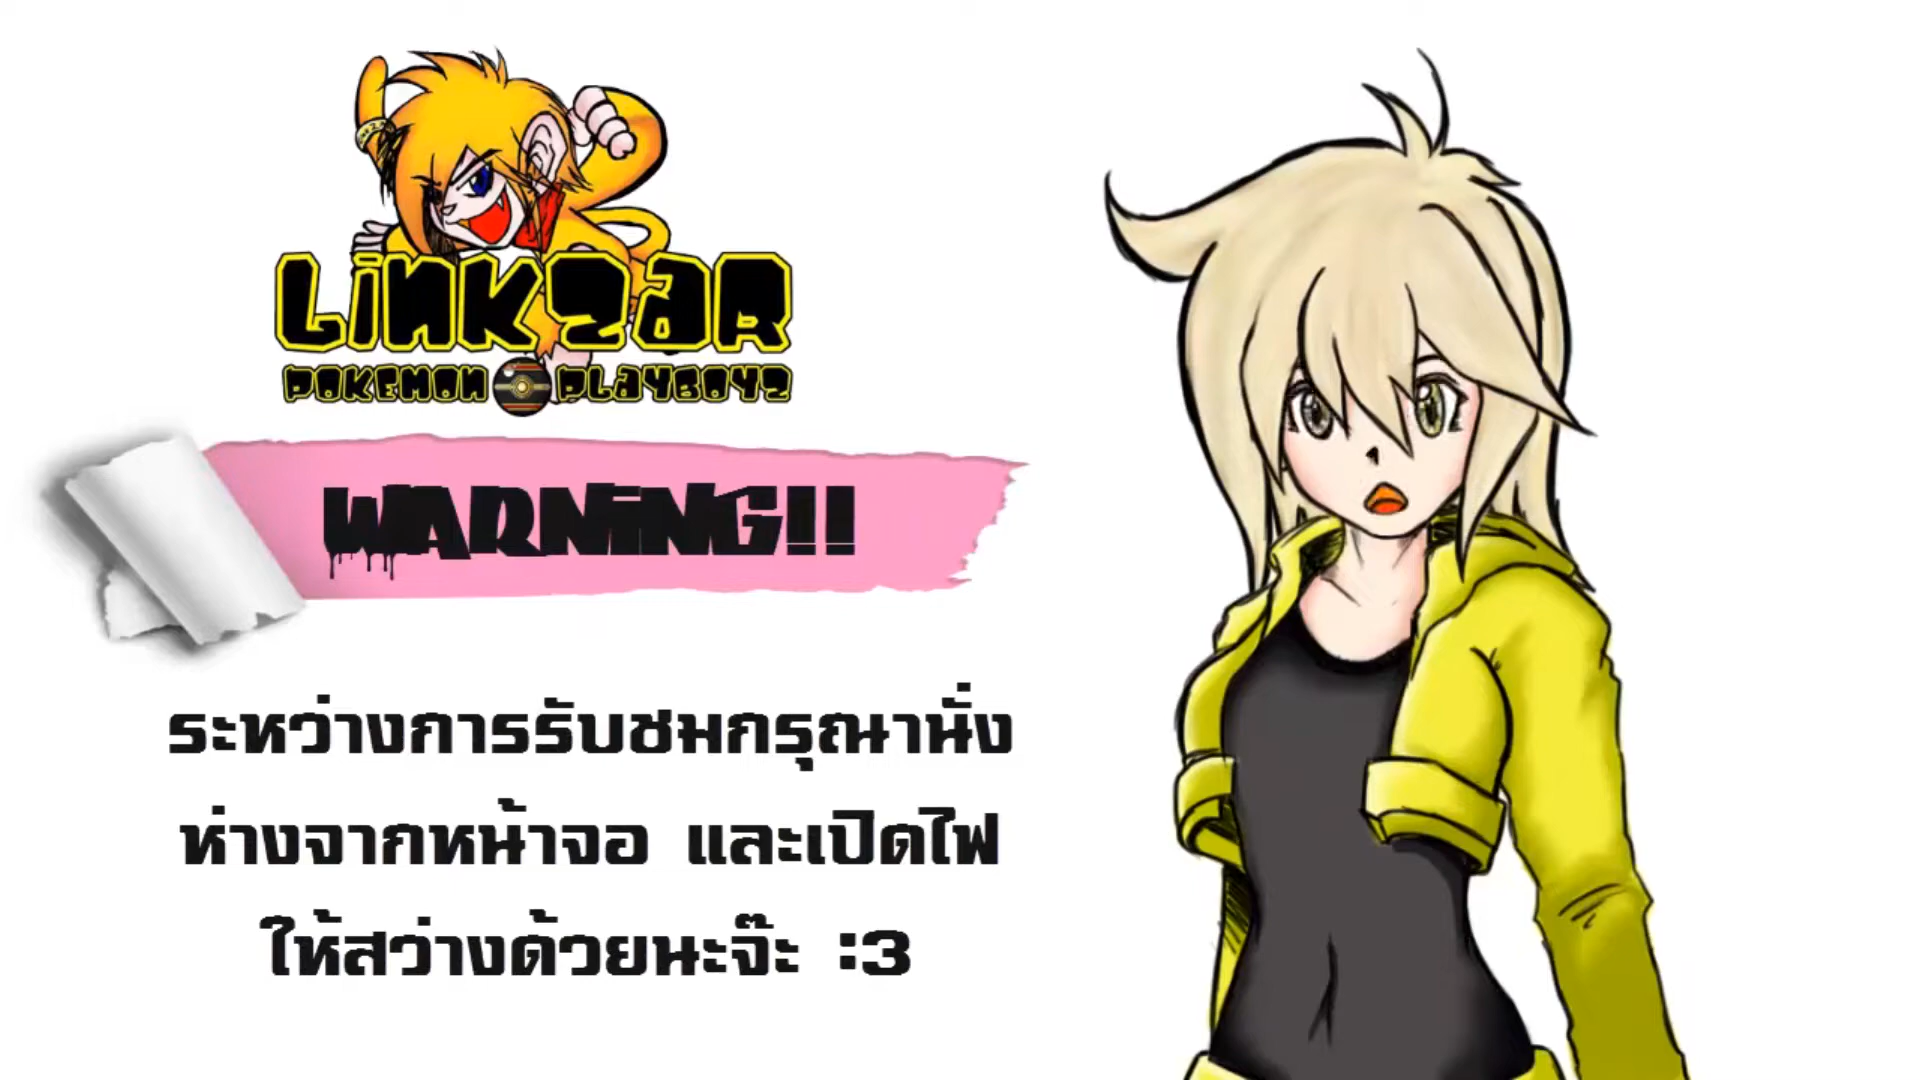 LiNKZaR
POKEMON PLAYBOYZ
WARNiNG!!
ระหว่างการรับชมกรุณานั่ง
ห่างจากหน้าจอ และเปิดไฟ
ให้สว่างด้วยนะจ๊ะ :3